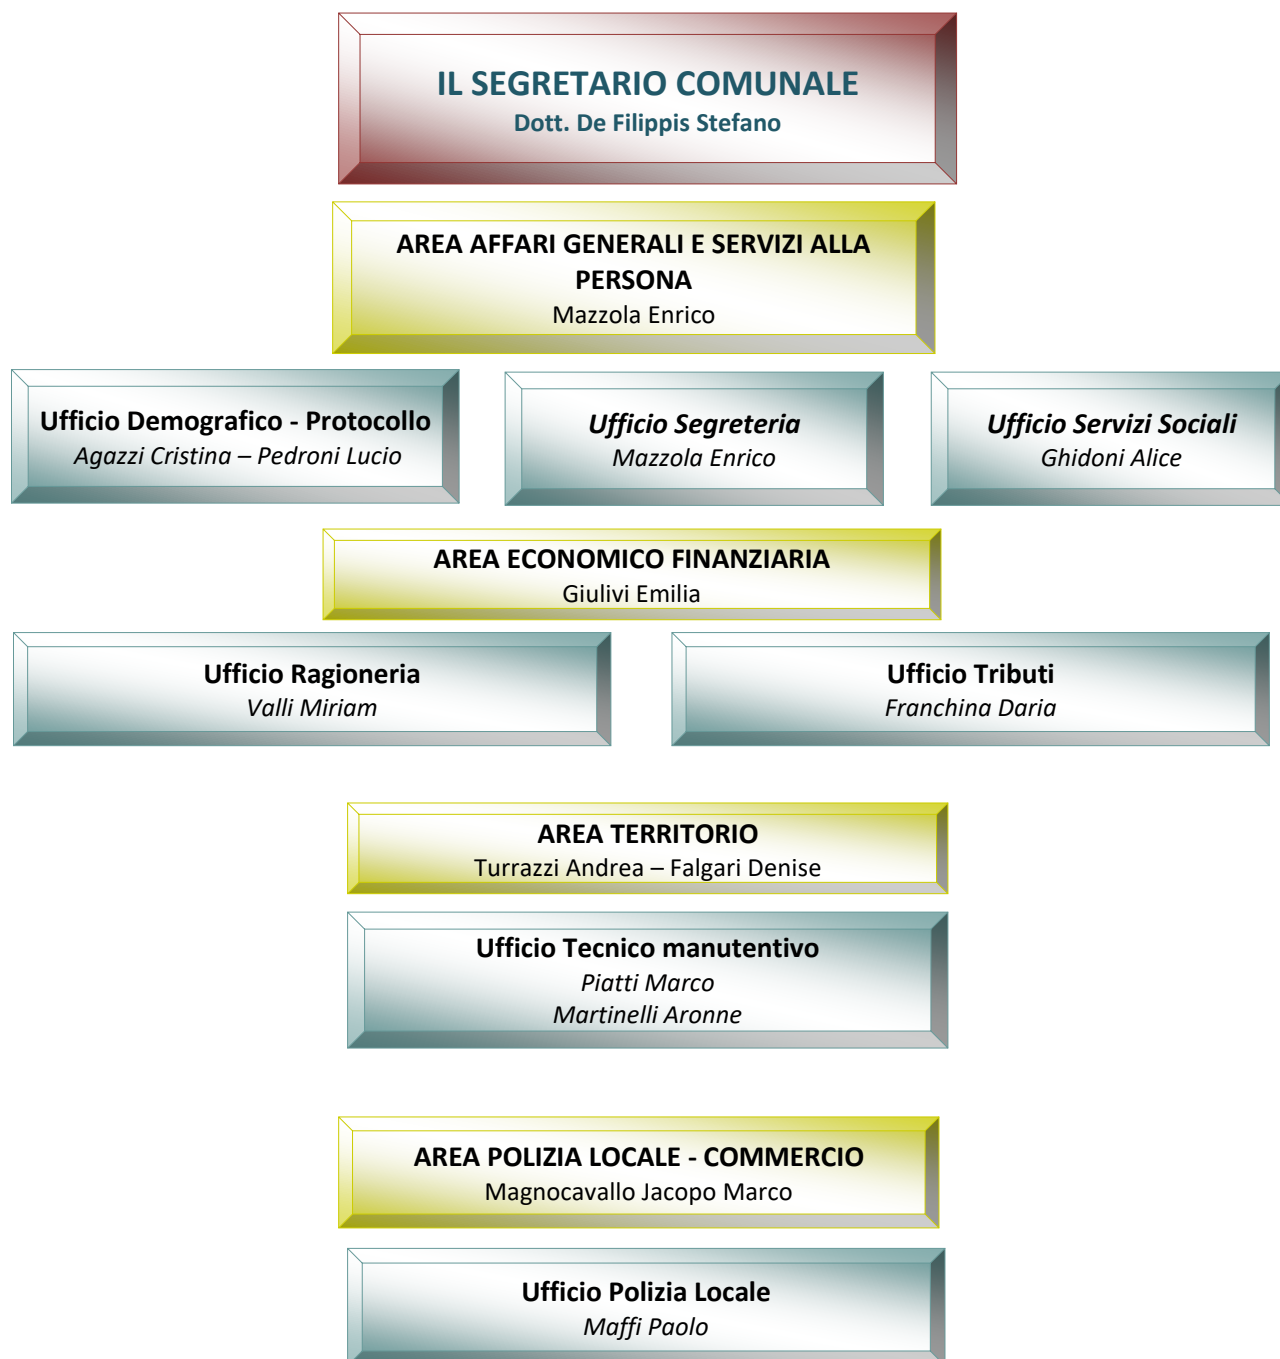 IL SEGRETARIO COMUNALE
Dott. De Filippis Stefano
AREA AFFARI GENERALI E SERVIZI ALLA
PERSONA
Mazzola Enrico
Ufficio Demografico - Protocollo
Agazzi Cristina – Pedroni Lucio
Ufficio Segreteria
Mazzola Enrico
Ufficio Servizi Sociali
Ghidoni Alice
AREA ECONOMICO FINANZIARIA
Giulivi Emilia
Ufficio Ragioneria
Valli Miriam
Ufficio Tributi
Franchina Daria
AREA TERRITORIO
Turrazzi Andrea – Falgari Denise
Ufficio Tecnico manutentivo
Piatti Marco
Martinelli Aronne
AREA POLIZIA LOCALE - COMMERCIO
Magnocavallo Jacopo Marco
Ufficio Polizia Locale
Maffi Paolo